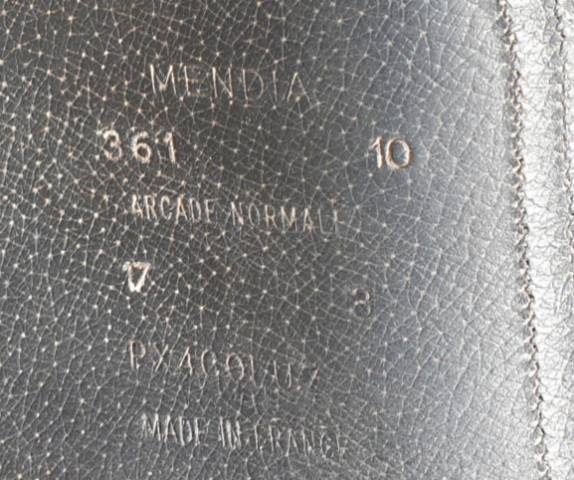 MENDIA
361 10
ARCADE NORMALE
17 3
MADE IN FRANCE